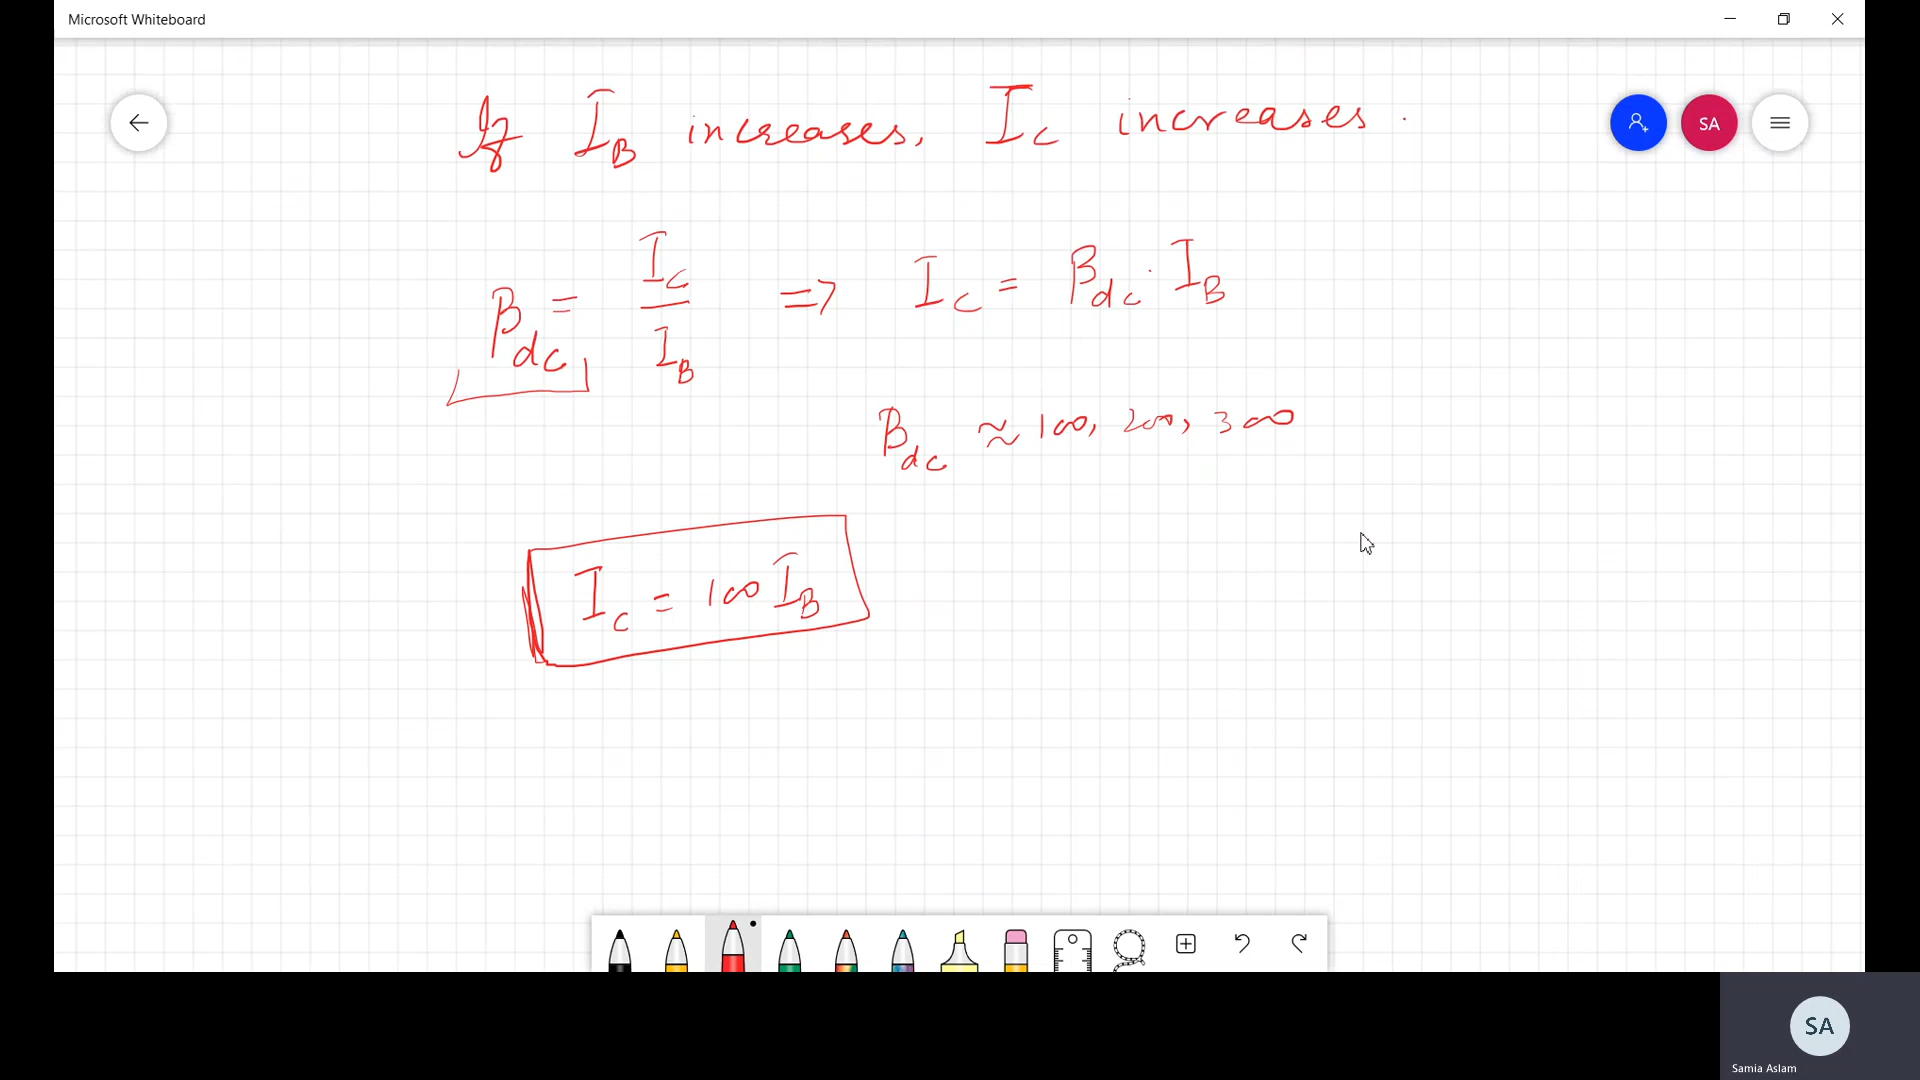 Microsoft Whiteboard
If I_B increases, I_C increases.
SA
β_dc = I_C / I_B => I_C = β_dc . I_B
β_dc ≈ 100, 200, 300
I_C = 100 I_B
SA
Samia Aslam